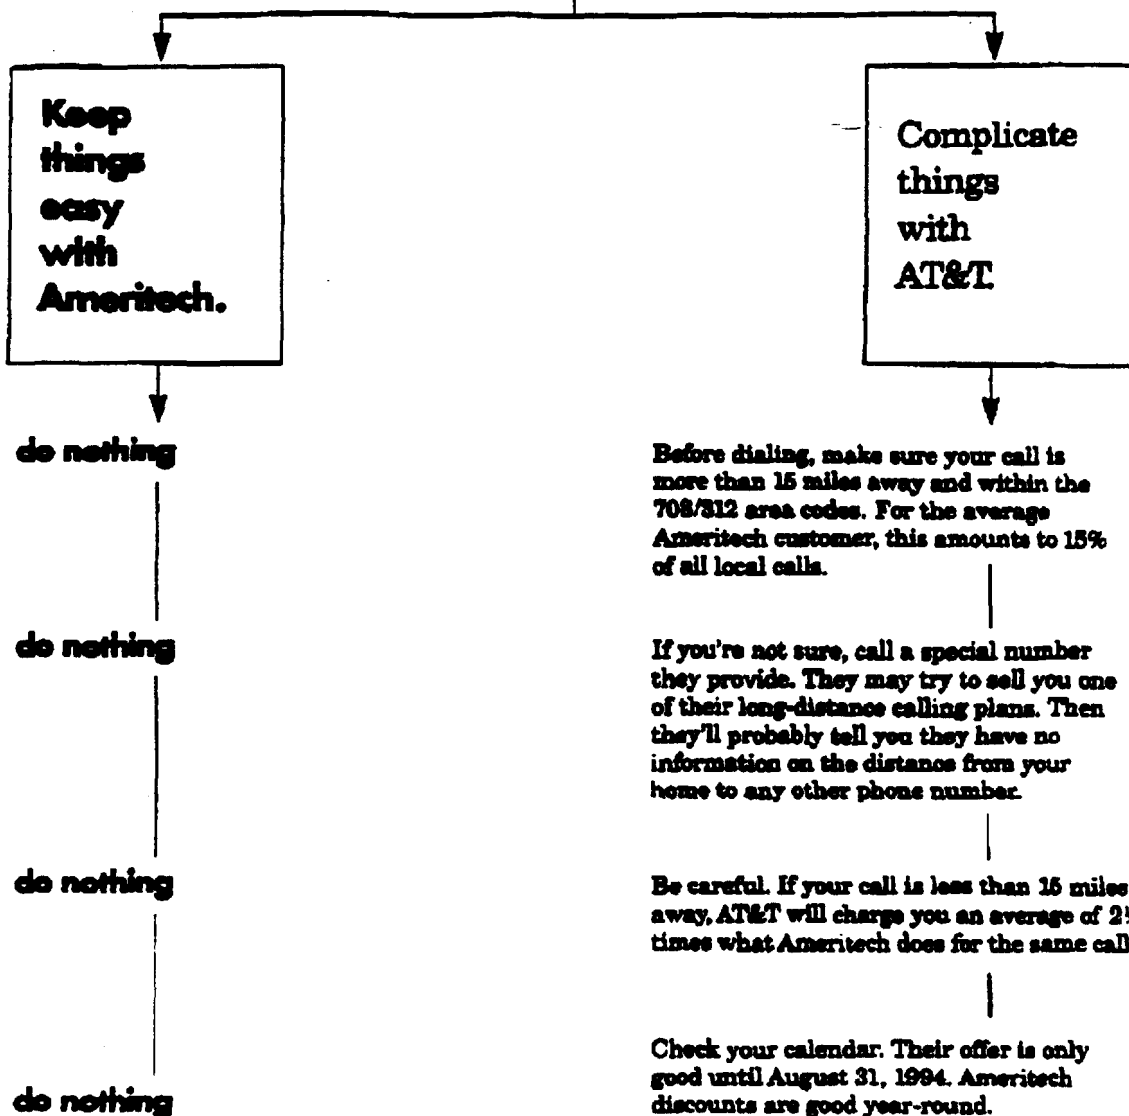 Keep
things
easy
with
Ameritech.
Complicate
things
with
AT&T.
do nothing
Before dialing, make sure your call is
more than 15 miles away and within the
708/312 area codes. For the average
Ameritech customer, this amounts to 15%
of all local calls.
do nothing
If you're not sure, call a special number
they provide. They may try to sell you one
of their long-distance calling plans. Then
they'll probably tell you they have no
information on the distance from your
home to any other phone number.
do nothing
Be careful. If your call is less than 15 miles
away, AT&T will charge you an average of
times what Ameritech does for the same call
do nothing
Check your calendar. Their offer is only
good until August 31, 1994. Ameritech
discounts are good year-round.